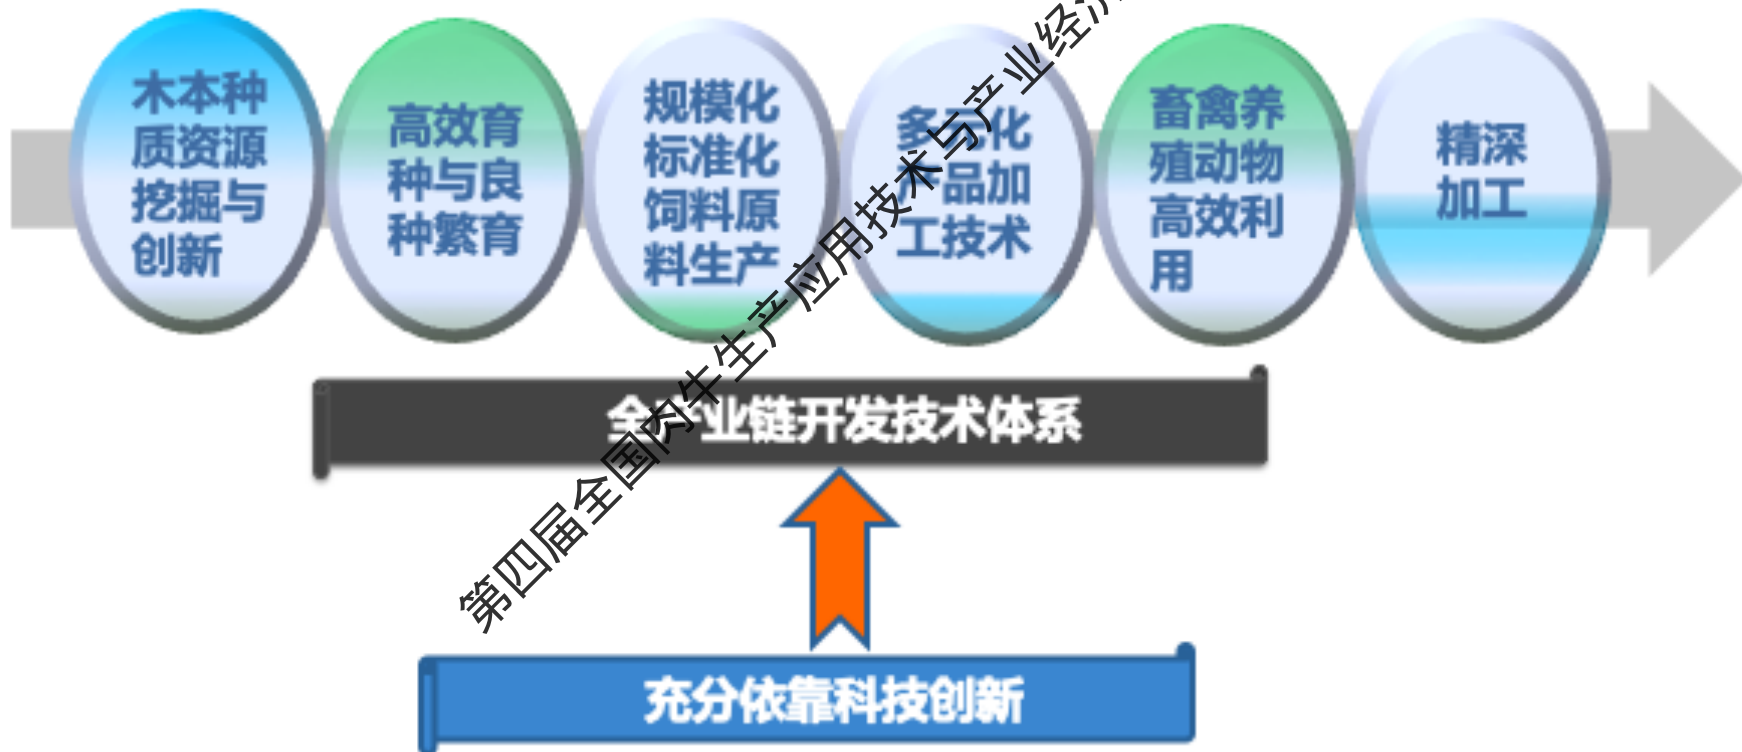 木本种
质资源
挖掘与
创新
高效育
种与良
种繁育
规模化
标准化
饲料原
料生产
多元化
产品加
工技术
畜禽养
殖动物
高效利
用
精深
加工
全产业链开发技术体系
充分依靠科技创新
第四届全国肉牛生产应用技术与产业经济